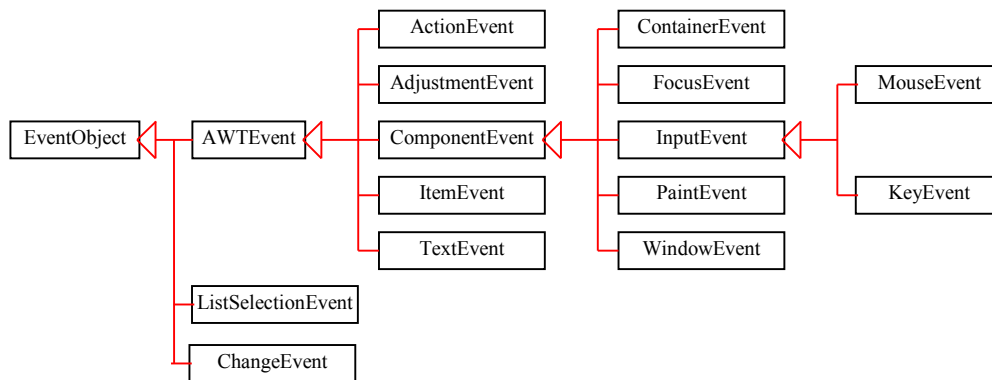 ActionEvent
ContainerEvent
AdjustmentEvent
FocusEvent
MouseEvent
EventObject
AWTEvent
ComponentEvent
InputEvent
ItemEvent
PaintEvent
KeyEvent
TextEvent
WindowEvent
ListSelectionEvent
ChangeEvent